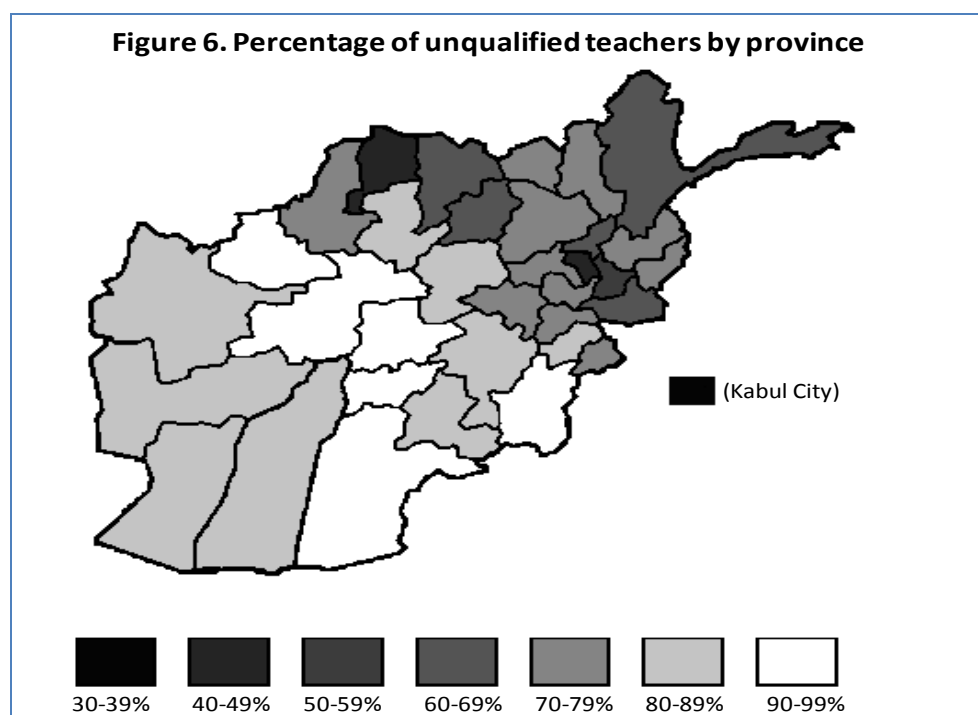 Figure 6. Percentage of unqualified teachers by province
(Kabul City)
30-39% 40-49% 50-59% 60-69% 70-79% 80-89% 90-99%